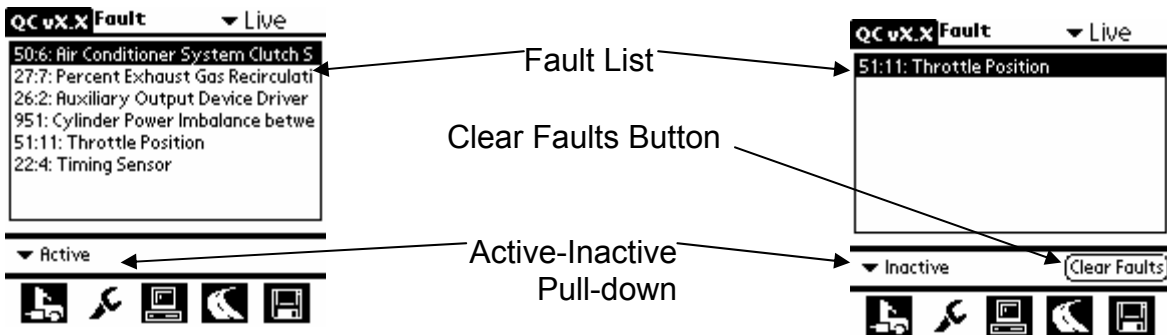 QC vX.X Fault Live
50:6: Air Conditioner System Clutch S
27:7: Percent Exhaust Gas Recirculati
26:2: Auxiliary Output Device Driver
951: Cylinder Power Imbalance betwe
51:11: Throttle Position
22:4: Timing Sensor
Active
Fault List
Clear Faults Button
Active-Inactive
Pull-down
QC vX.X Fault Live
51:11: Throttle Position
Inactive Clear Faults